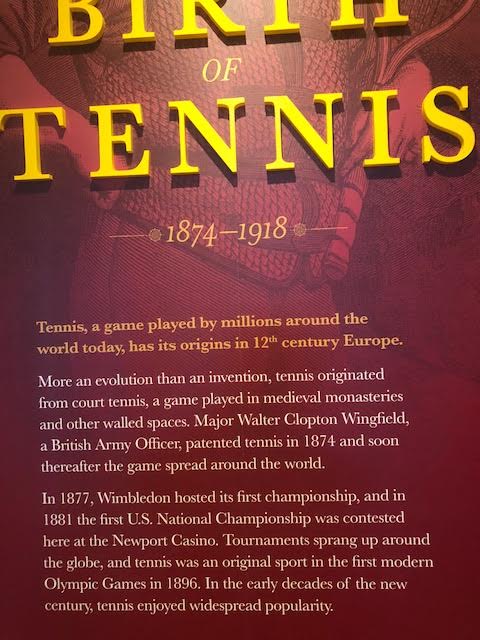 BIRTH
OF
TENNIS
1874–1918
Tennis, a game played by millions around the
world today, has its origins in 12th century Europe.
More an evolution than an invention, tennis originated
from court tennis, a game played in medieval monasteries
and other walled spaces. Major Walter Clopton Wingfield,
a British Army Officer, patented tennis in 1874 and soon
thereafter the game spread around the world.
In 1877, Wimbledon hosted its first championship, and in
1881 the first U.S. National Championship was contested
here at the Newport Casino. Tournaments sprang up around
the globe, and tennis was an original sport in the first modern
Olympic Games in 1896. In the early decades of the new
century, tennis enjoyed widespread popularity.